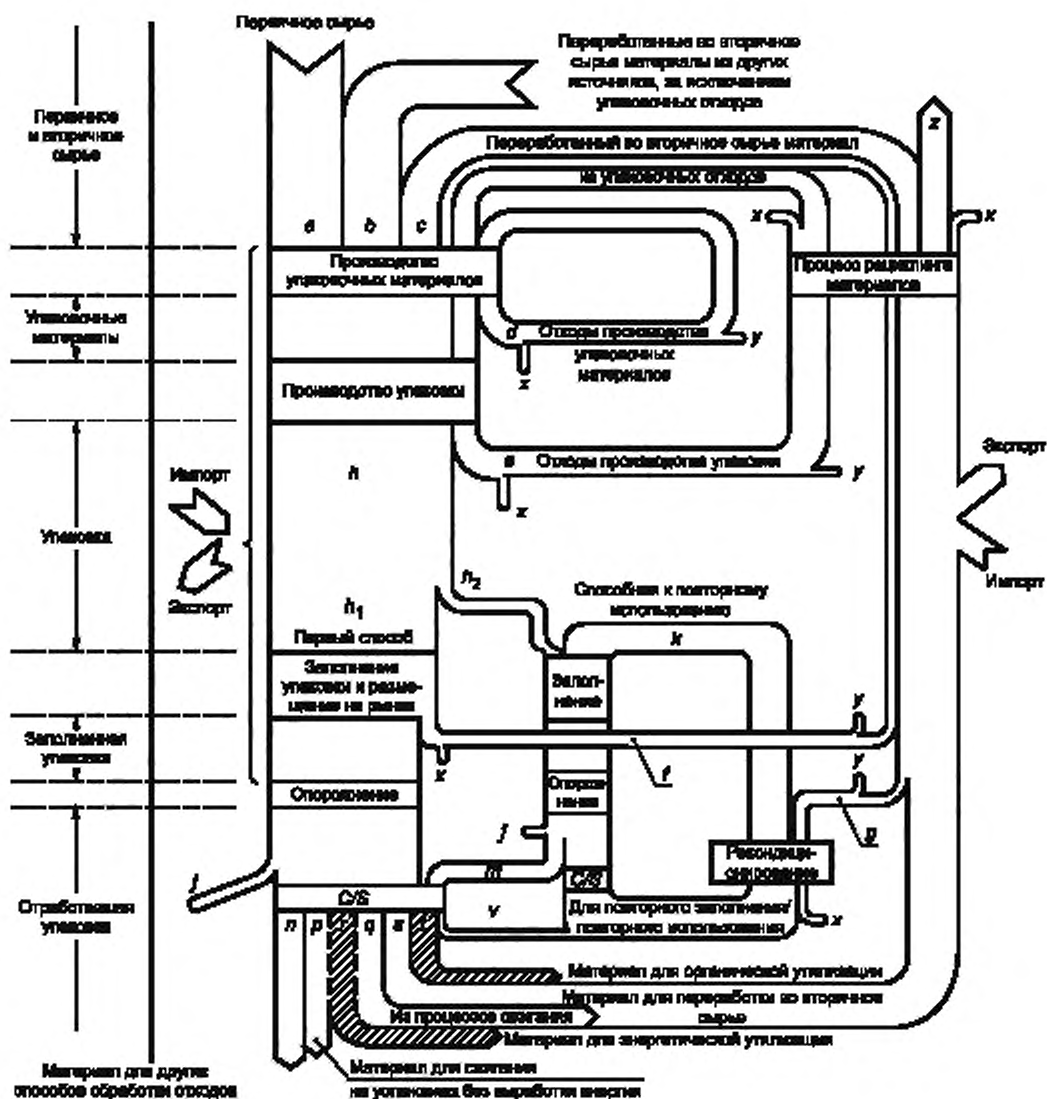 Первичное сырье
Переработанные во вторичное
сырье материалы из других
источников, за исключением
упаковочных отходов
Первичное
и вторичное
сырье
Переработанный во вторичное сырье материал
из упаковочных отходов
z
x
x
a
b
c
Производство
упаковочных материалов
Процесс рециклинга
материалов
Упаковочные
материалы
d
Отходы производства
упаковочных
материалов
y
x
Производство упаковки
e
Отходы производства упаковки
y
x
Импорт
Экспорт
h
Упаковка
Экспорт
Импорт
h2
Способная к повторному
использованию
h1
k
Первый способ
Заполнение
упаковки и разме-
щение на рынке
Запол-
нение
y
Заполненная
упаковка
x
f
y
Опорожнение
Опорож-
нение
g
j
Рекондици-
онирование
j
m
C/S
C/S
Отработавшая
упаковка
v
Для повторного заполнения/
повторного использования
x
n
p
r
q
s
t
Материал для органической утилизации
Материал для переработки во вторичное
сырье
Из процессов сжигания
Материал для энергетической утилизации
Материал для других
способов обработки отходов
Материал для сжигания
на установках без выработки энергии